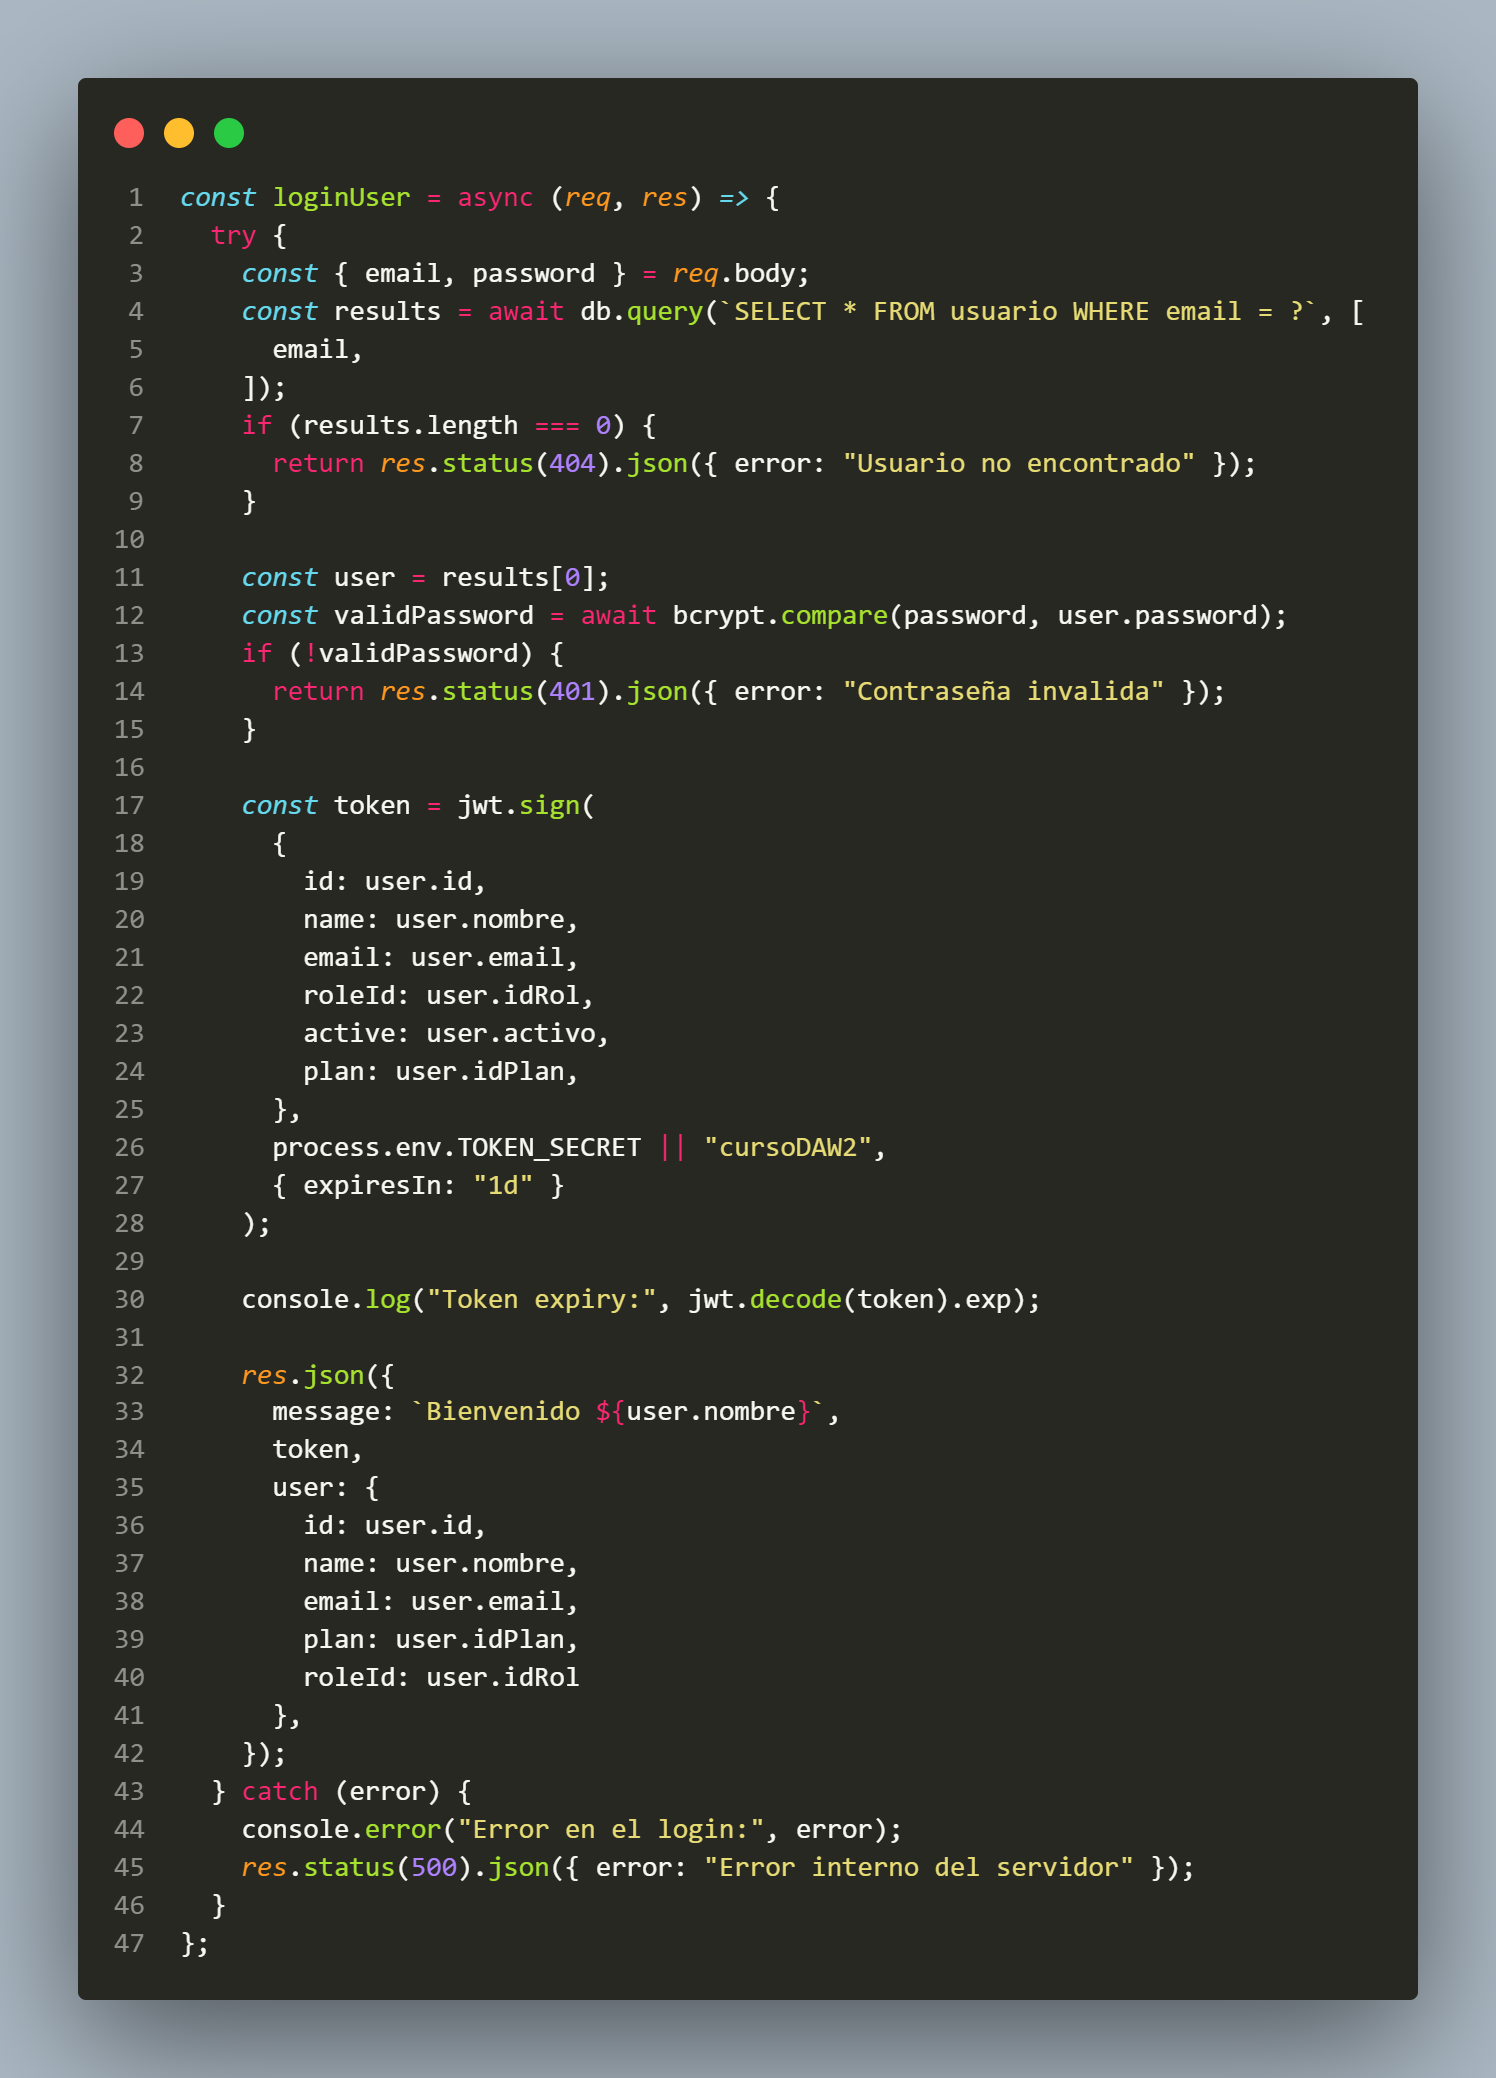 1 const loginUser = async (req, res) => {
2   try {
3     const { email, password } = req.body;
4     const results = await db.query(`SELECT * FROM usuario WHERE email = ?`, [
5       email,
6     ]);
7     if (results.length === 0) {
8       return res.status(404).json({ error: "Usuario no encontrado" });
9     }
10
11     const user = results[0];
12     const validPassword = await bcrypt.compare(password, user.password);
13     if (!validPassword) {
14       return res.status(401).json({ error: "Contraseña invalida" });
15     }
16
17     const token = jwt.sign(
18       {
19         id: user.id,
20         name: user.nombre,
21         email: user.email,
22         roleId: user.idRol,
23         active: user.activo,
24         plan: user.idPlan,
25       },
26       process.env.TOKEN_SECRET || "cursoDAW2",
27       { expiresIn: "1d" }
28     );
29
30     console.log("Token expiry:", jwt.decode(token).exp);
31
32     res.json({
33       message: `Bienvenido ${user.nombre}`,
34       token,
35       user: {
36         id: user.id,
37         name: user.nombre,
38         email: user.email,
39         plan: user.idPlan,
40         roleId: user.idRol
41       },
42     });
43   } catch (error) {
44     console.error("Error en el login:", error);
45     res.status(500).json({ error: "Error interno del servidor" });
46   }
47 };